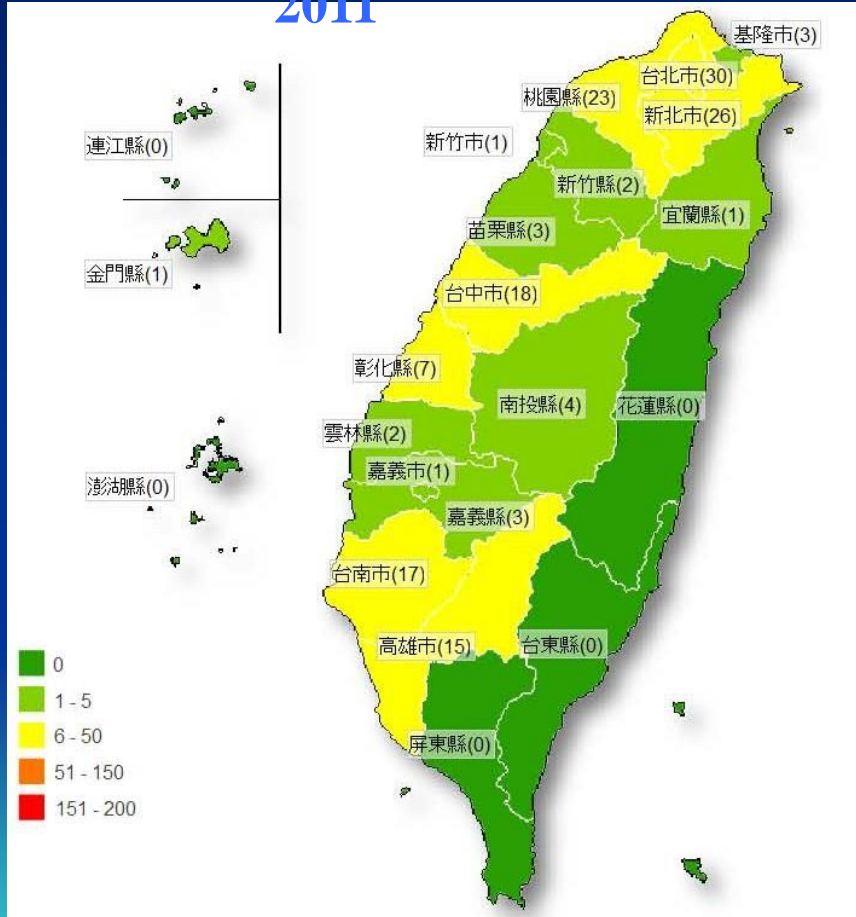 2011
基隆市(3)
台北市(30)
桃園縣(23)
新北市(26)
連江縣(0)
新竹市(1)
新竹縣(2)
宜蘭縣(1)
苗栗縣(3)
金門縣(1)
台中市(18)
彰化縣(7)
南投縣(4)
花蓮縣(0)
雲林縣(2)
嘉義市(1)
澎湖縣(0)
嘉義縣(3)
台南市(17)
高雄市(15)
台東縣(0)
屏東縣(0)
0
1 - 5
6 - 50
51 - 150
151 - 200